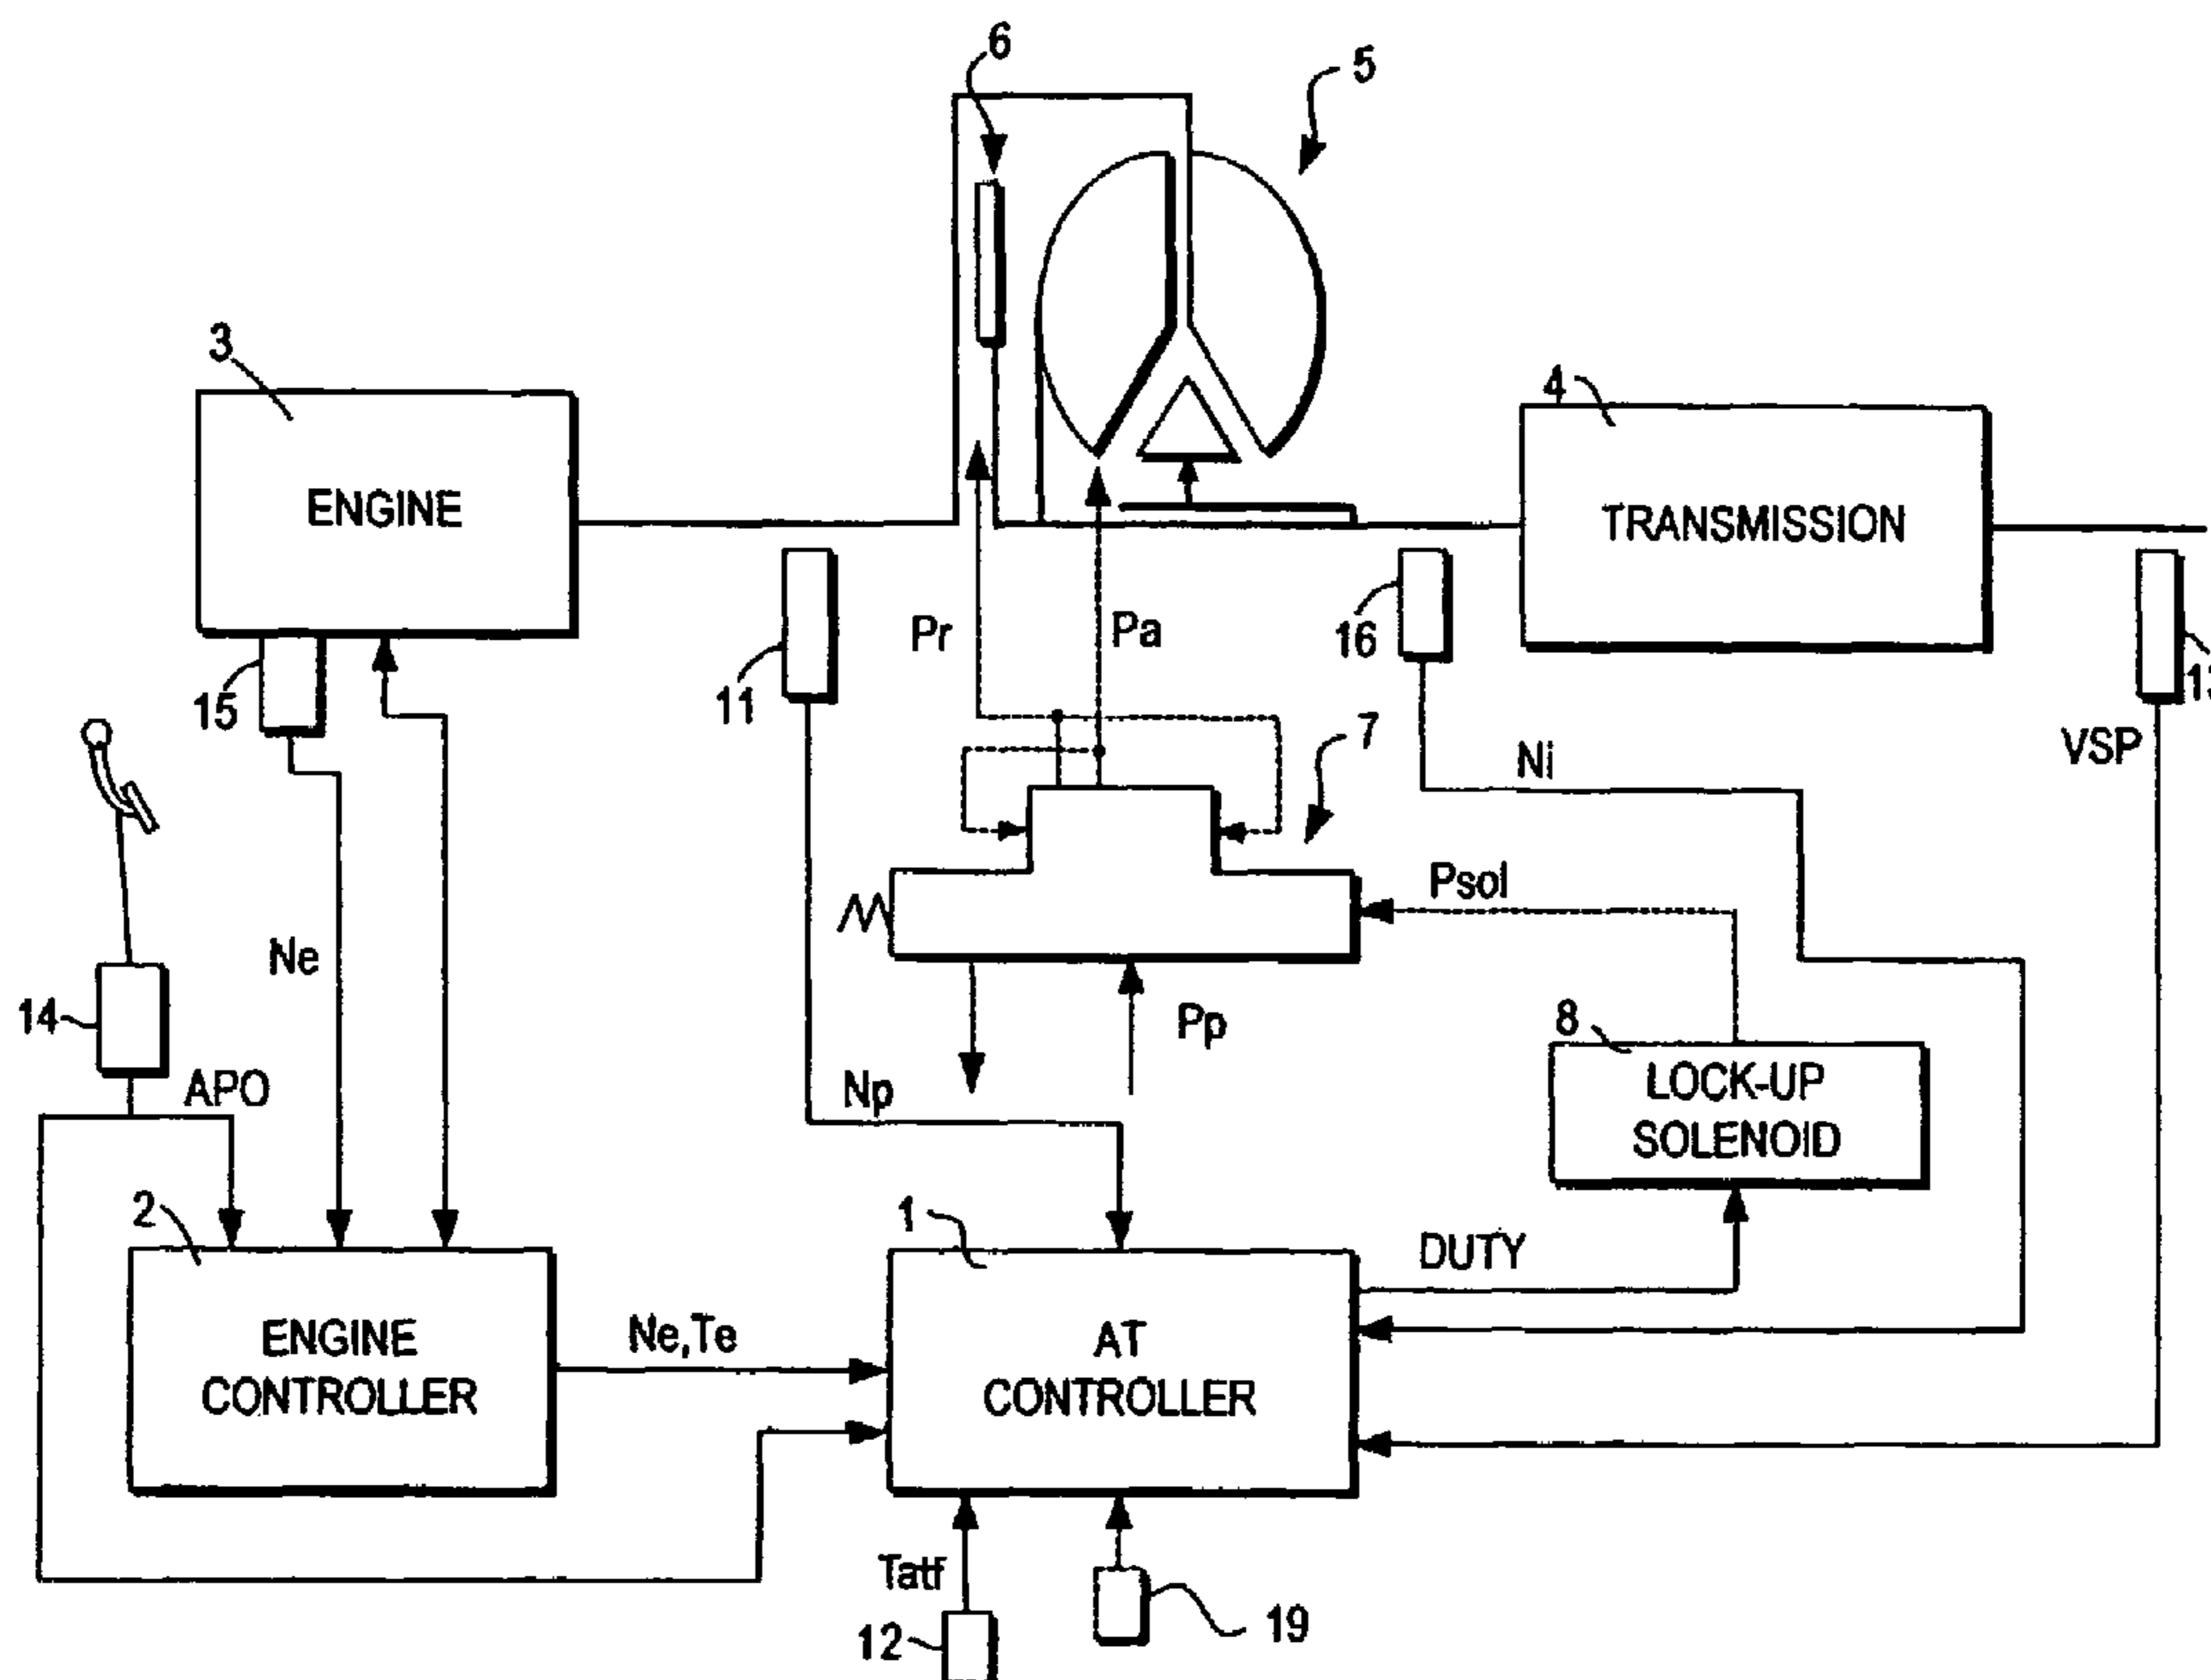 6
5
3
4
ENGINE
TRANSMISSION
Pr
Pa
16
15
11
7
VSP
Ni
Psol
Ne
14
Pp
8
APO
Np
LOCK-UP
SOLENOID
2
1
DUTY
ENGINE
CONTROLLER
Ne,Te
AT
CONTROLLER
Tatf
12
19